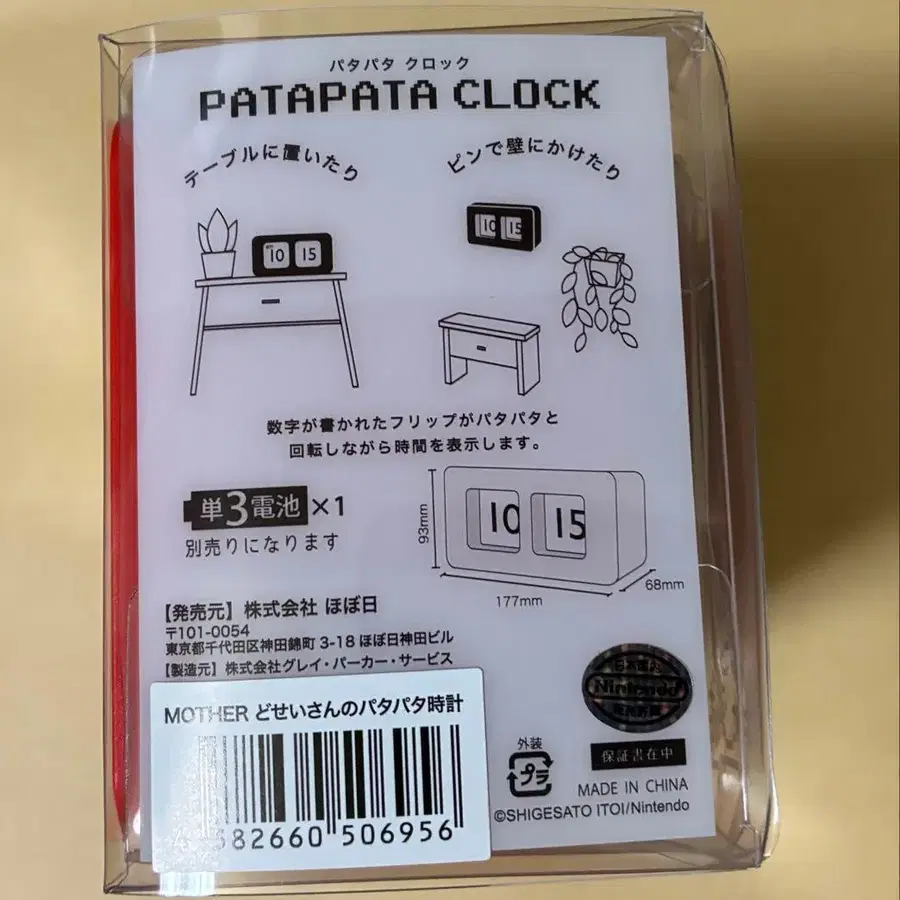 パタパタ クロック
PATAPATA CLOCK
テーブルに置いたり
ピンで壁にかけたり
10 15
10 15
数字が書かれたフリップがパタパタと
回転しながら時間を表示します。
単3電池 ×1
別売りになります
10 15
93mm
177mm
68mm
【発売元】株式会社 ほぼ日
〒101-0054
東京都千代田区神田錦町 3-18 ほぼ日神田ビル
【製造元】株式会社グレイ・パーカー・サービス
MOTHER どせいさんのパタパタ時計
582660 506956
Nintendo
外装
プラ
保証書在中
MADE IN CHINA
©SHIGESATO ITOI/Nintendo